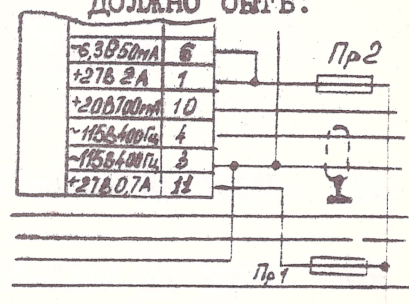 ДОЛЖНО БЫТЬ:
~6,3В 50мА 6
+27В 2А 1
Пр2
+20В 700мА 10
~115В 400Гц 4
~115В 400Гц 3
+27В 0,7А 11
Пр1